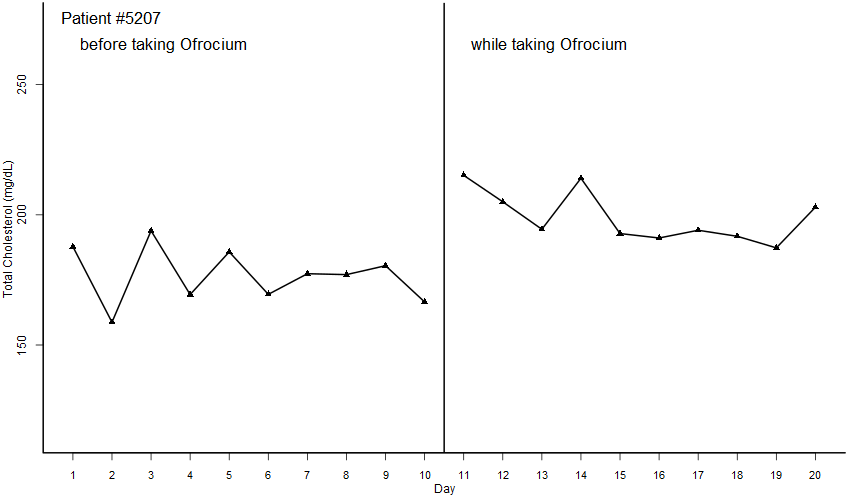 Patient #5207
before taking Ofrocium
while taking Ofrocium
Total Cholesterol (mg/dL)
250
200
150
1 2 3 4 5 6 7 8 9 10 11 12 13 14 15 16 17 18 19 20
Day